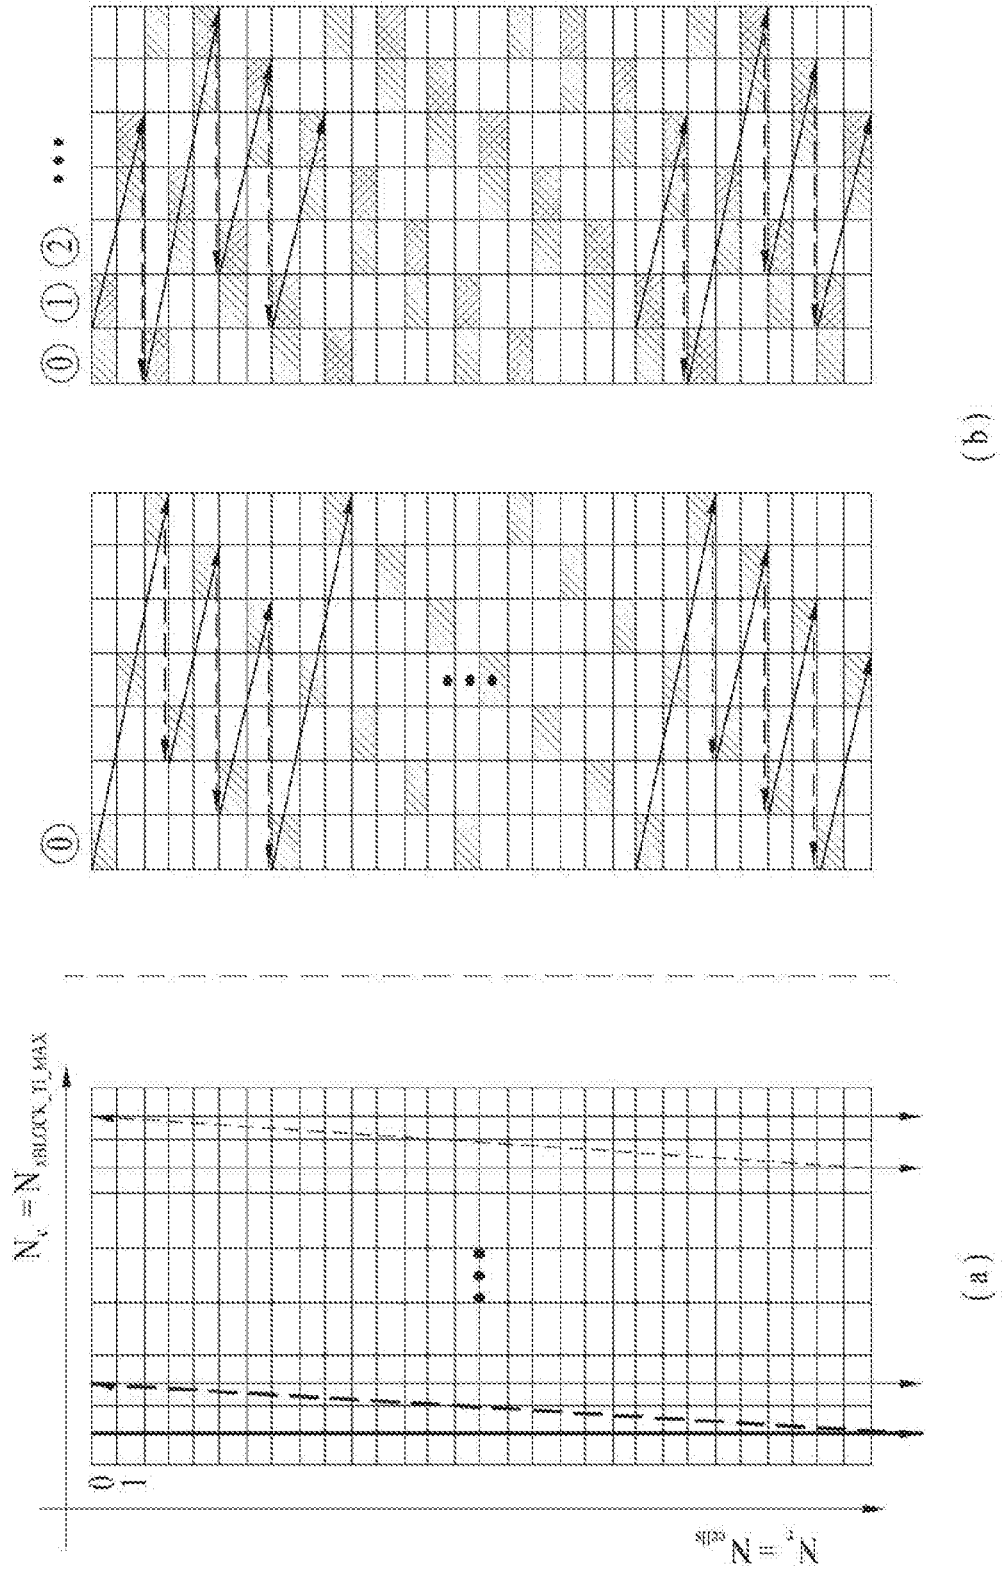 N_c = N_xBLOCK_TI_MAX
0
1
N_r = N_cells
(a)
0
0 1 2 •••
(b)